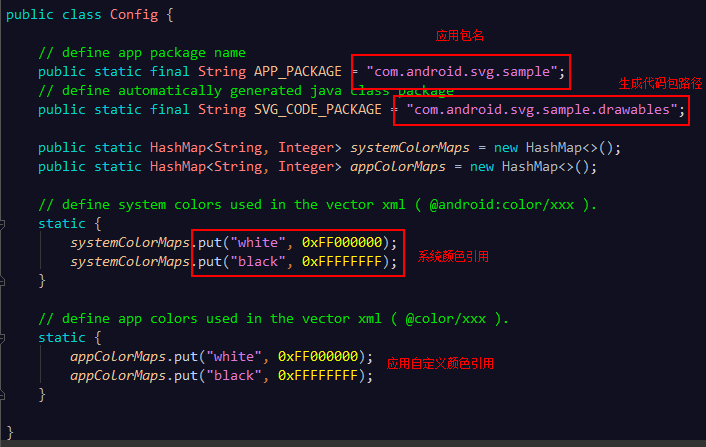 public class Config {
应用包名
// define app package name
public static final String APP_PACKAGE = "com.android.svg.sample";
生成代码包路径
// define automatically generated java class package
public static final String SVG_CODE_PACKAGE = "com.android.svg.sample.drawables";
public static HashMap<String, Integer> systemColorMaps = new HashMap<>();
public static HashMap<String, Integer> appColorMaps = new HashMap<>();
// define system colors used in the vector xml ( @android:color/xxx ).
static {
systemColorMaps.put("white", 0xFF000000);
systemColorMaps.put("black", 0xFFFFFFFF);
系统颜色引用
}
// define app colors used in the vector xml ( @color/xxx ).
static {
appColorMaps.put("white", 0xFF000000);
应用自定义颜色引用
appColorMaps.put("black", 0xFFFFFFFF);
}
}